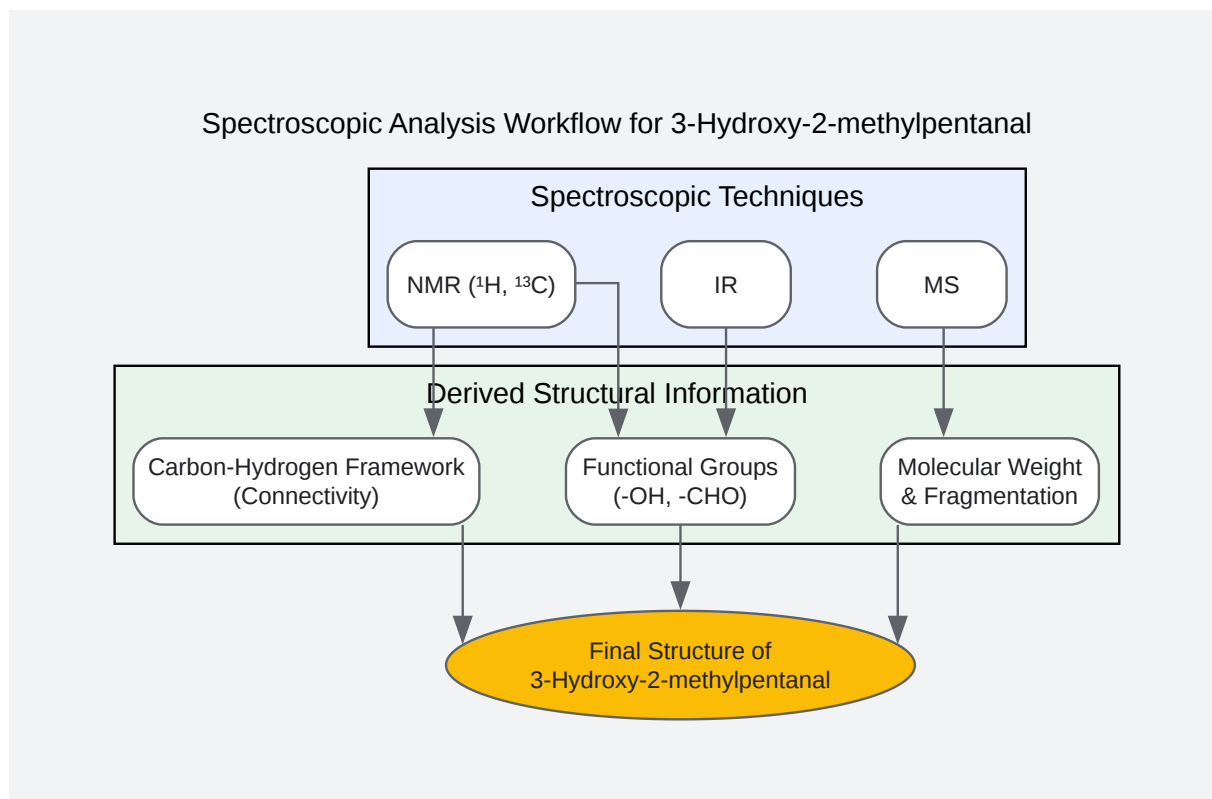 Spectroscopic Analysis Workflow for 3-Hydroxy-2-methylpentanal
Spectroscopic Techniques
NMR (¹H, ¹³C)
IR
MS
Derived Structural Information
Carbon-Hydrogen Framework
(Connectivity)
Functional Groups
(-OH, -CHO)
Molecular Weight
& Fragmentation
Final Structure of
3-Hydroxy-2-methylpentanal